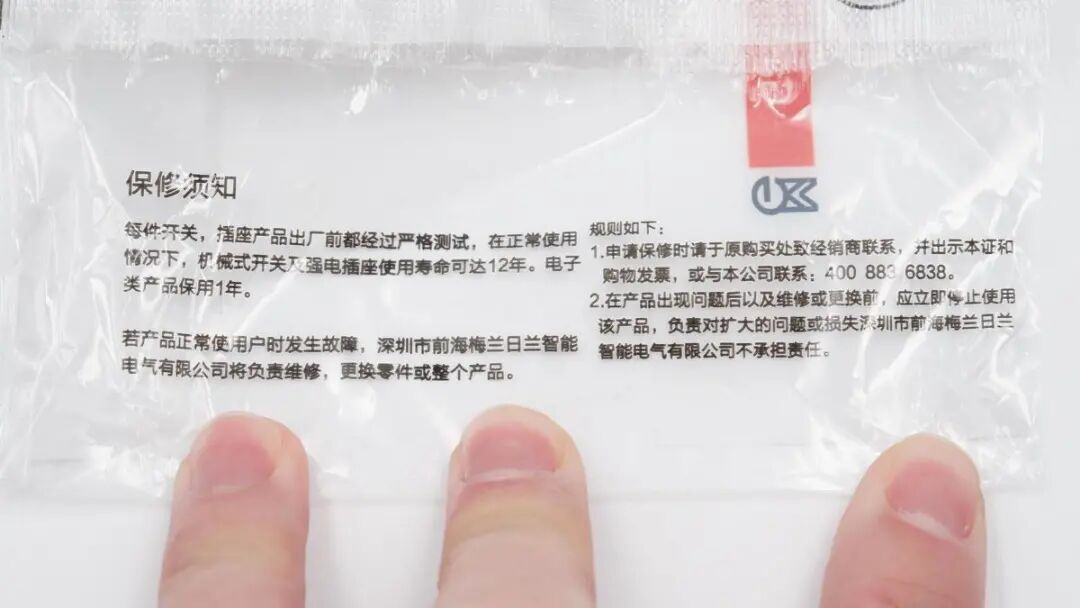 保修须知
每件开关，插座产品出厂前都经过严格测试，在正常使用
情况下，机械式开关及强电插座使用寿命可达12年。电子
类产品保用1年。
若产品正常使用户时发生故障，深圳市前海梅兰日兰智能
电气有限公司将负责维修，更换零件或整个产品。
规则如下：
1.申请保修时请于原购买处致经销商联系，并出示本证和
购物发票，或与本公司联系：400 883 6838。
2.在产品出现问题后以及维修或更换前，应立即停止使用
该产品，负责对扩大的问题或损失深圳市前海梅兰日兰
智能电气有限公司不承担责任。